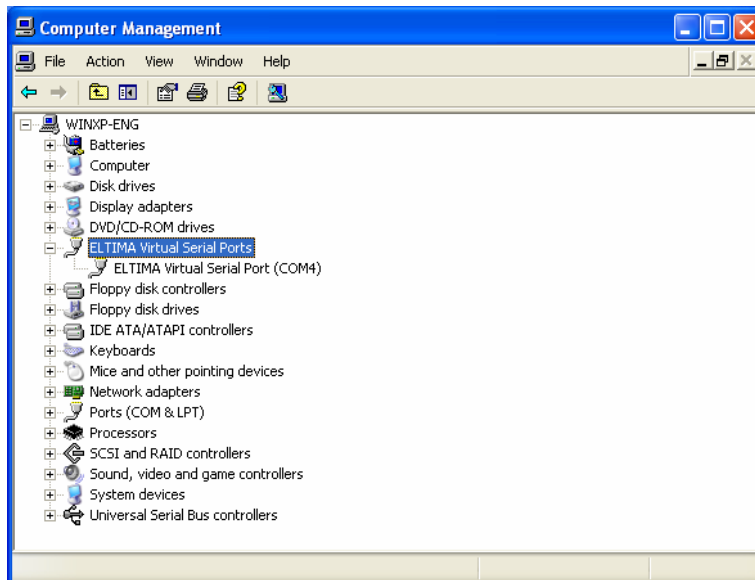 Computer Management
File Action View Window Help
WINXP-ENG
Batteries
Computer
Disk drives
Display adapters
DVD/CD-ROM drives
ELTIMA Virtual Serial Ports
ELTIMA Virtual Serial Port (COM4)
Floppy disk controllers
Floppy disk drives
IDE ATA/ATAPI controllers
Keyboards
Mice and other pointing devices
Network adapters
Ports (COM & LPT)
Processors
SCSI and RAID controllers
Sound, video and game controllers
System devices
Universal Serial Bus controllers